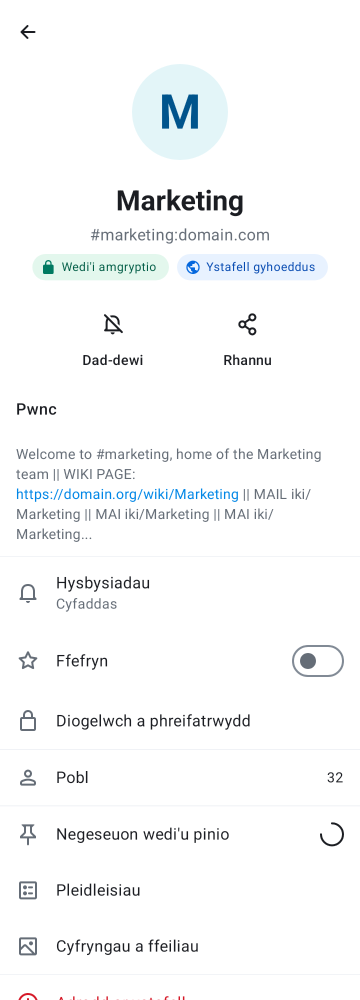 M
Marketing
#marketing:domain.com
Wedi'i amgryptio
Ystafell gyhoeddus
Dad-dewi
Rhannu
Pwnc
Welcome to #marketing, home of the Marketing
team || WIKI PAGE:
https://domain.org/wiki/Marketing || MAIL iki/
Marketing || MAI iki/Marketing || MAI iki/
Marketing...
Hysbysiadau
Cyfaddas
Ffefryn
Diogelwch a phreifatrwydd
Pobl 32
Negeseuon wedi'u pinio
Pleidleisiau
Cyfryngau a ffeiliau